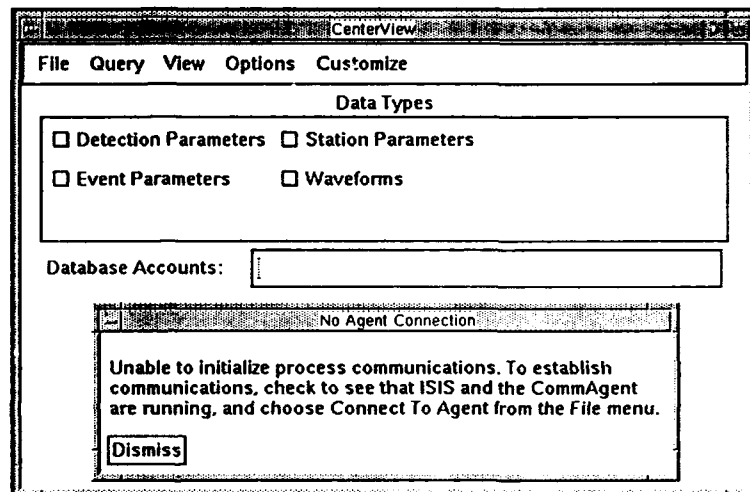 CenterView
File Query View Options Customize
Data Types
Detection Parameters Station Parameters
Event Parameters Waveforms
Database Accounts:
No Agent Connection
Unable to initialize process communications. To establish
communications, check to see that ISIS and the CommAgent
are running, and choose Connect To Agent from the File menu.
Dismiss